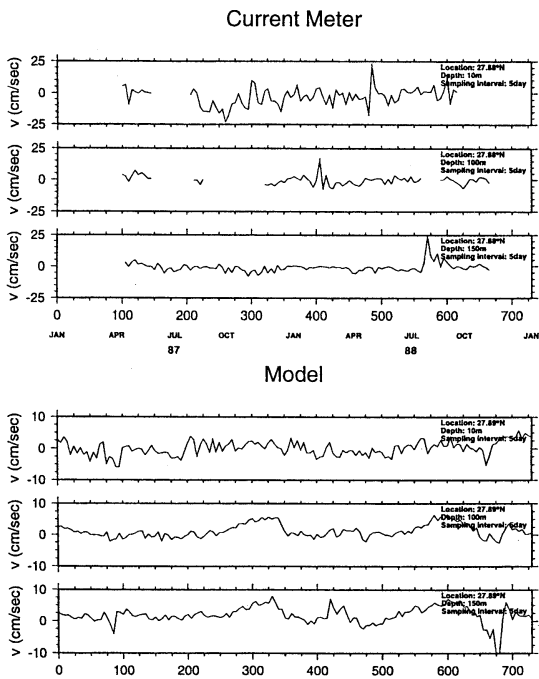 Current Meter
v (cm/sec)
25
0
-25
Location: 27.88°N
Depth: 10m
Sampling Interval: 5day
v (cm/sec)
25
0
-25
Location: 27.88°N
Depth: 100m
Sampling Interval: 5day
v (cm/sec)
25
0
-25
Location: 27.88°N
Depth: 150m
Sampling Interval: 5day
0 100 200 300 400 500 600 700
JAN APR JUL OCT JAN APR JUL OCT JAN
87 88
Model
v (cm/sec)
10
0
-10
Location: 27.89°N
Depth: 10m
Sampling Interval: 5day
v (cm/sec)
10
0
-10
Location: 27.89°N
Depth: 100m
Sampling Interval: 5day
v (cm/sec)
10
0
-10
Location: 27.89°N
Depth: 150m
Sampling Interval: 5day
0 100 200 300 400 500 600 700